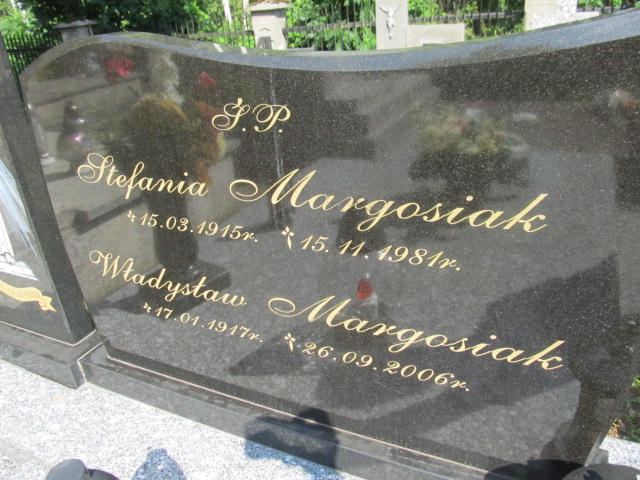 Ś.P.
Stefania Margosiak
* 15.03.1915r. † 15.11.1981r.
Władysław Margosiak
* 17.01.1917r. † 26.09.2006r.